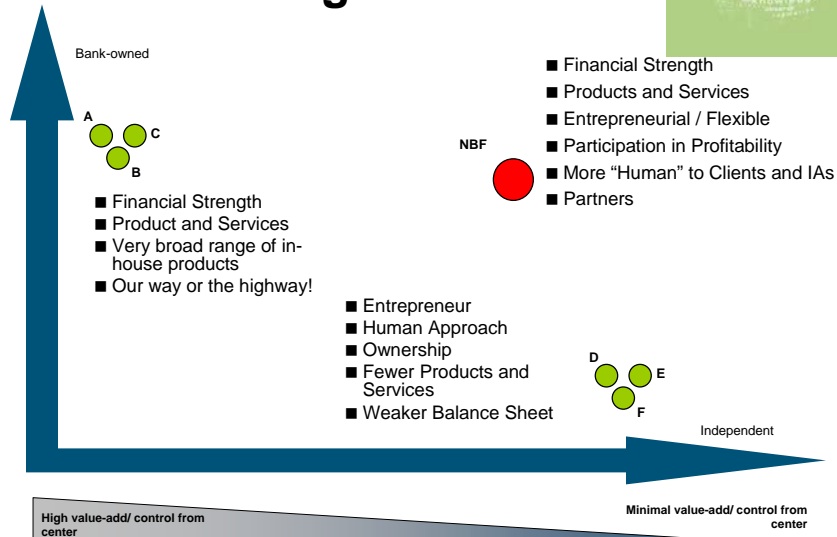 Bank-owned
A
C
B
■ Financial Strength
■ Product and Services
■ Very broad range of in-
house products
■ Our way or the highway!
NBF
■ Financial Strength
■ Products and Services
■ Entrepreneurial / Flexible
■ Participation in Profitability
■ More “Human” to Clients and IAs
■ Partners
■ Entrepreneur
■ Human Approach
■ Ownership
■ Fewer Products and
Services
■ Weaker Balance Sheet
D
E
F
Independent
High value-add/ control from
center
Minimal value-add/ control from
center